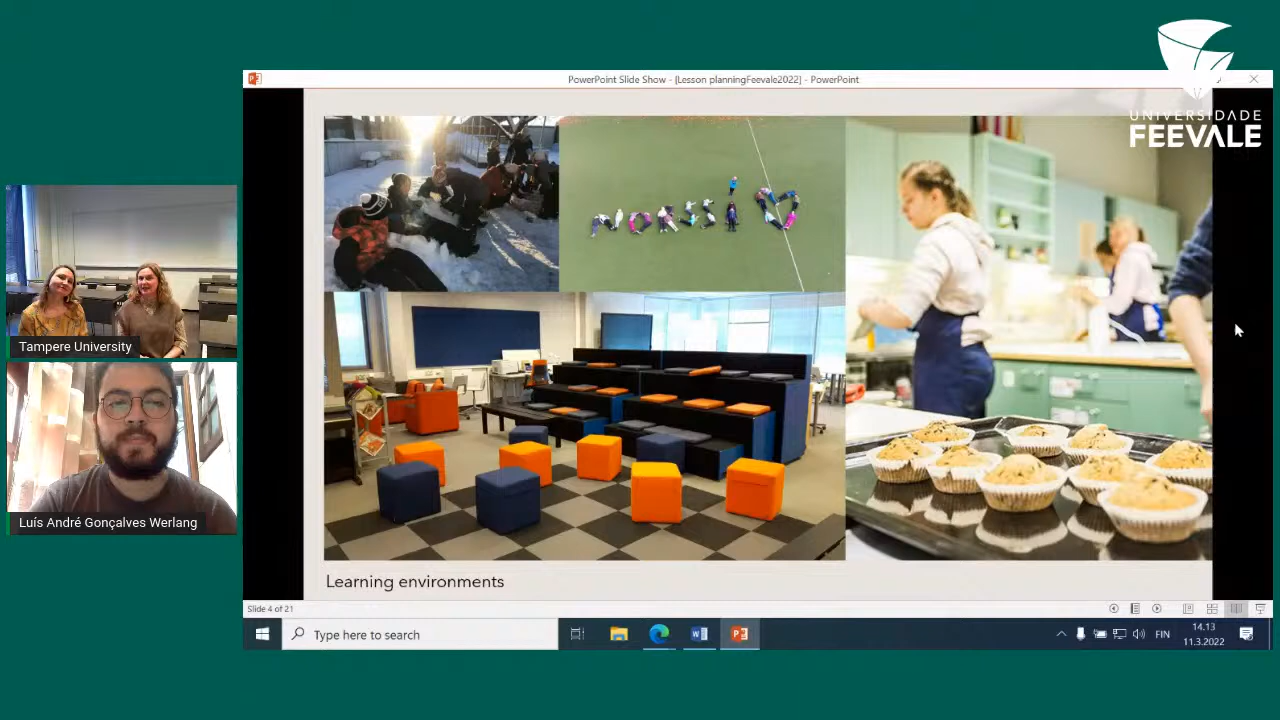 PowerPoint Slide Show - [Lesson planningFeevale2022] - PowerPoint
UNIVERSIDADE
FEEVALE
NORSSI
Tampere University
Luís André Gonçalves Werlang
Learning environments
Slide 4 of 21
Type here to search
FIN
14.13
11.3.2022